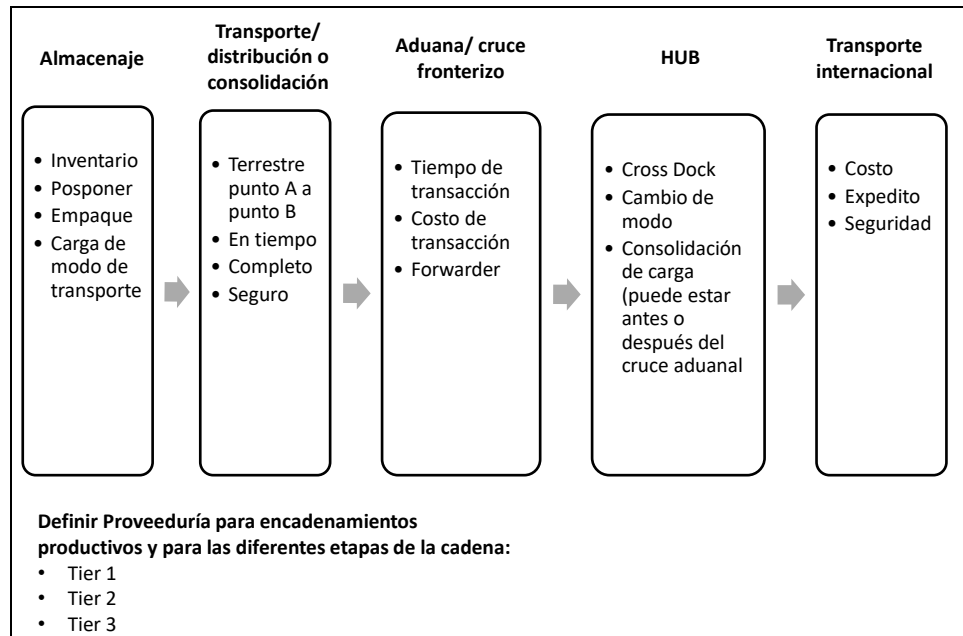 Almacenaje
Transporte/
distribución o
consolidación
Aduana/ cruce
fronterizo
HUB
Transporte
internacional
• Inventario
• Posponer
• Empaque
• Carga de
modo de
transporte
• Terrestre
punto A a
punto B
• En tiempo
• Completo
• Seguro
• Tiempo de
transacción
• Costo de
transacción
• Forwarder
• Cross Dock
• Cambio de
modo
• Consolidación
de carga
(puede estar
antes o
después del
cruce aduanal
• Costo
• Expedito
• Seguridad
Definir Proveeduría para encadenamientos
productivos y para las diferentes etapas de la cadena:
• Tier 1
• Tier 2
• Tier 3